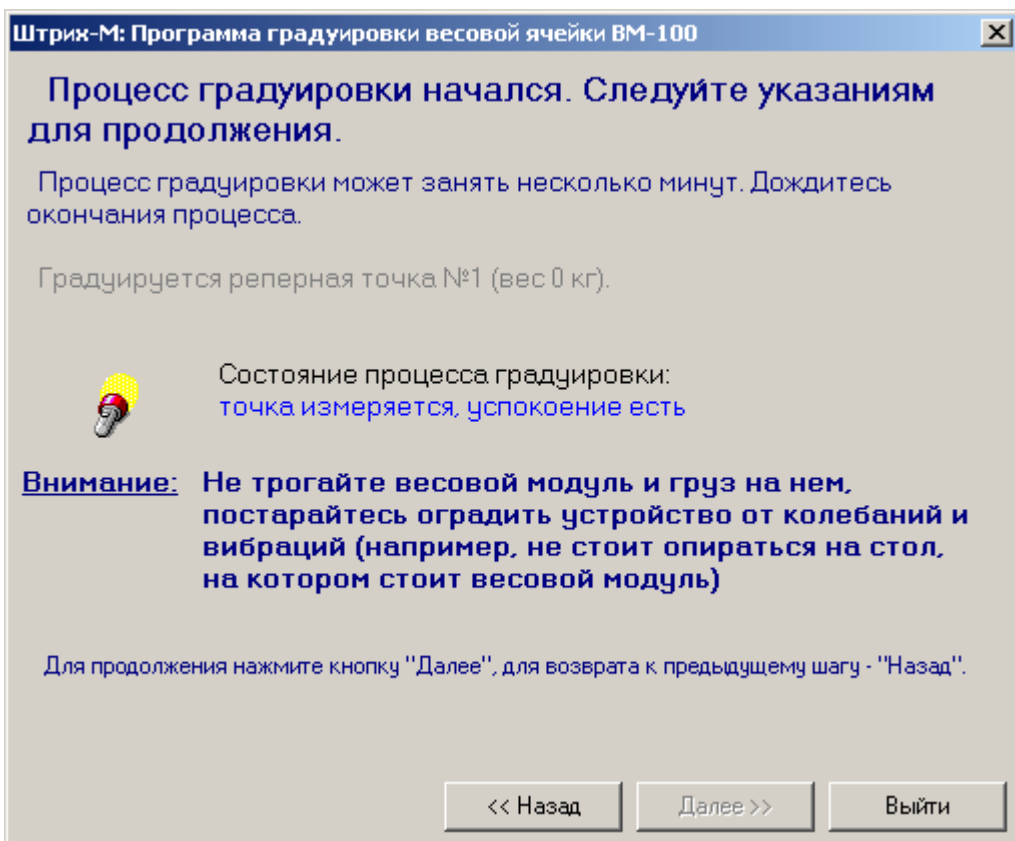 Штрих-М: Программа градуировки весовой ячейки ВМ-100
Процесс градуировки начался. Следуйте указаниям
для продолжения.
Процесс градуировки может занять несколько минут. Дождитесь
окончания процесса.
Градуируется реперная точка №1 (вес 0 кг).
Состояние процесса градуировки:
точка измеряется, успокоение есть
Внимание: Не трогайте весовой модуль и груз на нем,
постарайтесь оградить устройство от колебаний и
вибраций (например, не стоит опираться на стол,
на котором стоит весовой модуль)
Для продолжения нажмите кнопку "Далее", для возврата к предыдущему шагу - "Назад".
<< Назад Далее >> Выйти